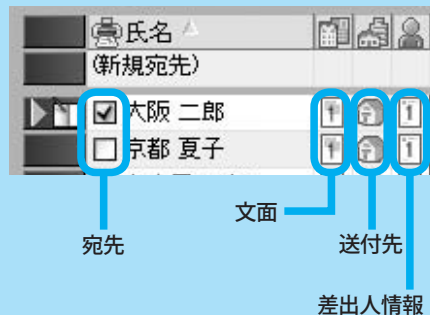 氏名
(新規宛先)
大阪 二郎
京都 夏子
文面
宛先
送付先
差出人情報